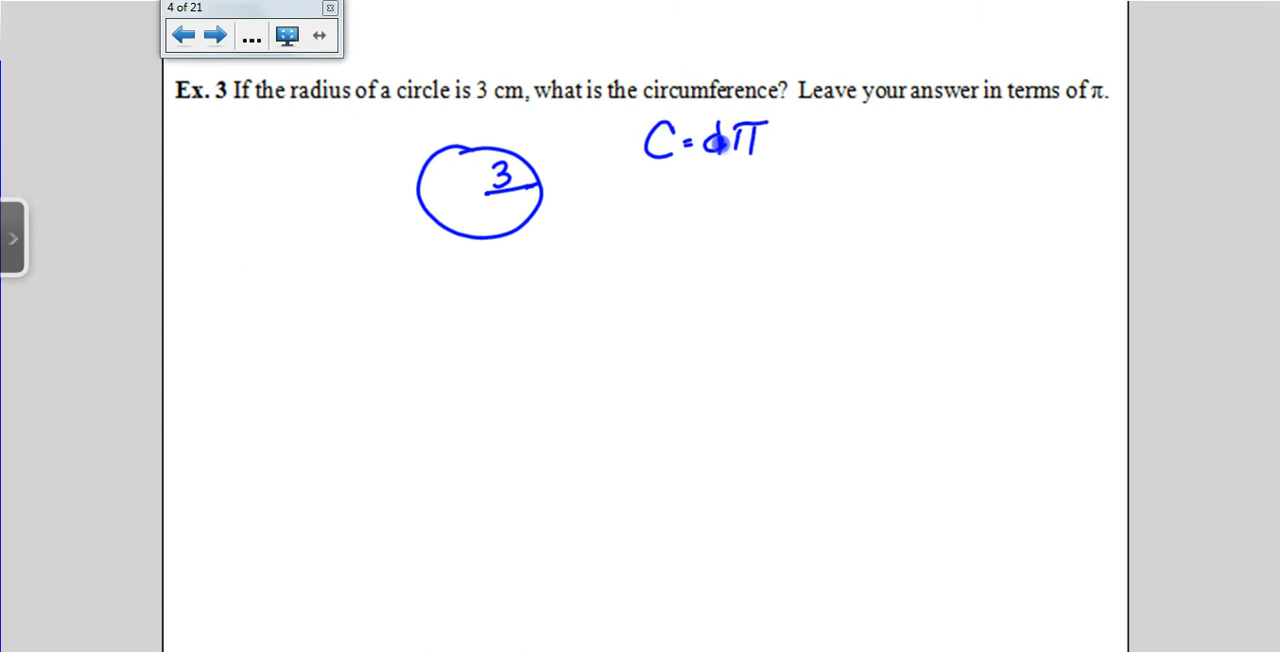 4 of 21
Ex. 3 If the radius of a circle is 3 cm, what is the circumference? Leave your answer in terms of π.
C = dπ
3